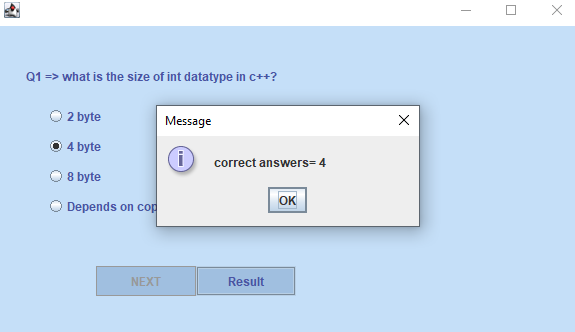 Q1 => what is the size of int datatype in c++?
2 byte
Message
4 byte
correct answers= 4
8 byte
OK
Depends on
NEXT
Result